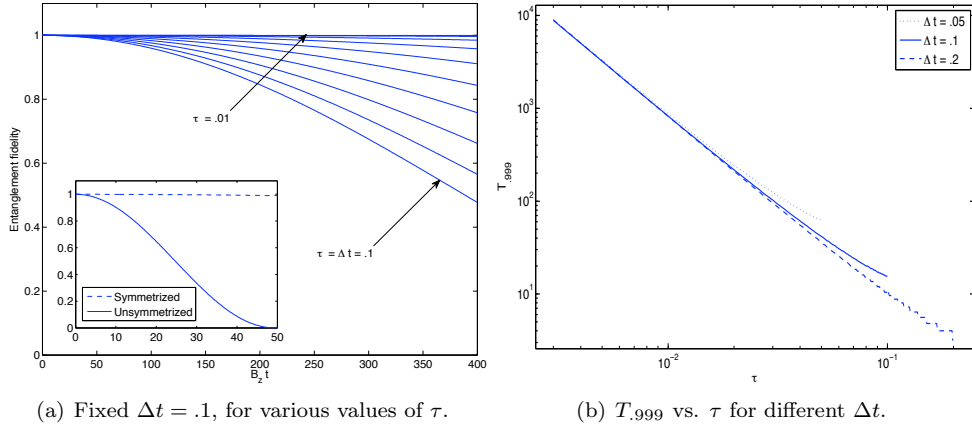 1
0.8
0.6
0.4
0.2
0
Entanglement fidelity
τ = .01
τ = Δ t = .1
1
0.8
0.6
0.4
0.2
0
Symmetrized
Unsymmetrized
0 10 20 30 40 50
0 50 100 150 200 250 300 350 400
B_z t
(a) Fixed Δt = .1, for various values of τ.
10^4
10^3
10^2
10^1
T_.999
Δ t = .05
Δ t = .1
Δ t = .2
10^-2 10^-1
τ
(b) T_.999 vs. τ for different Δt.